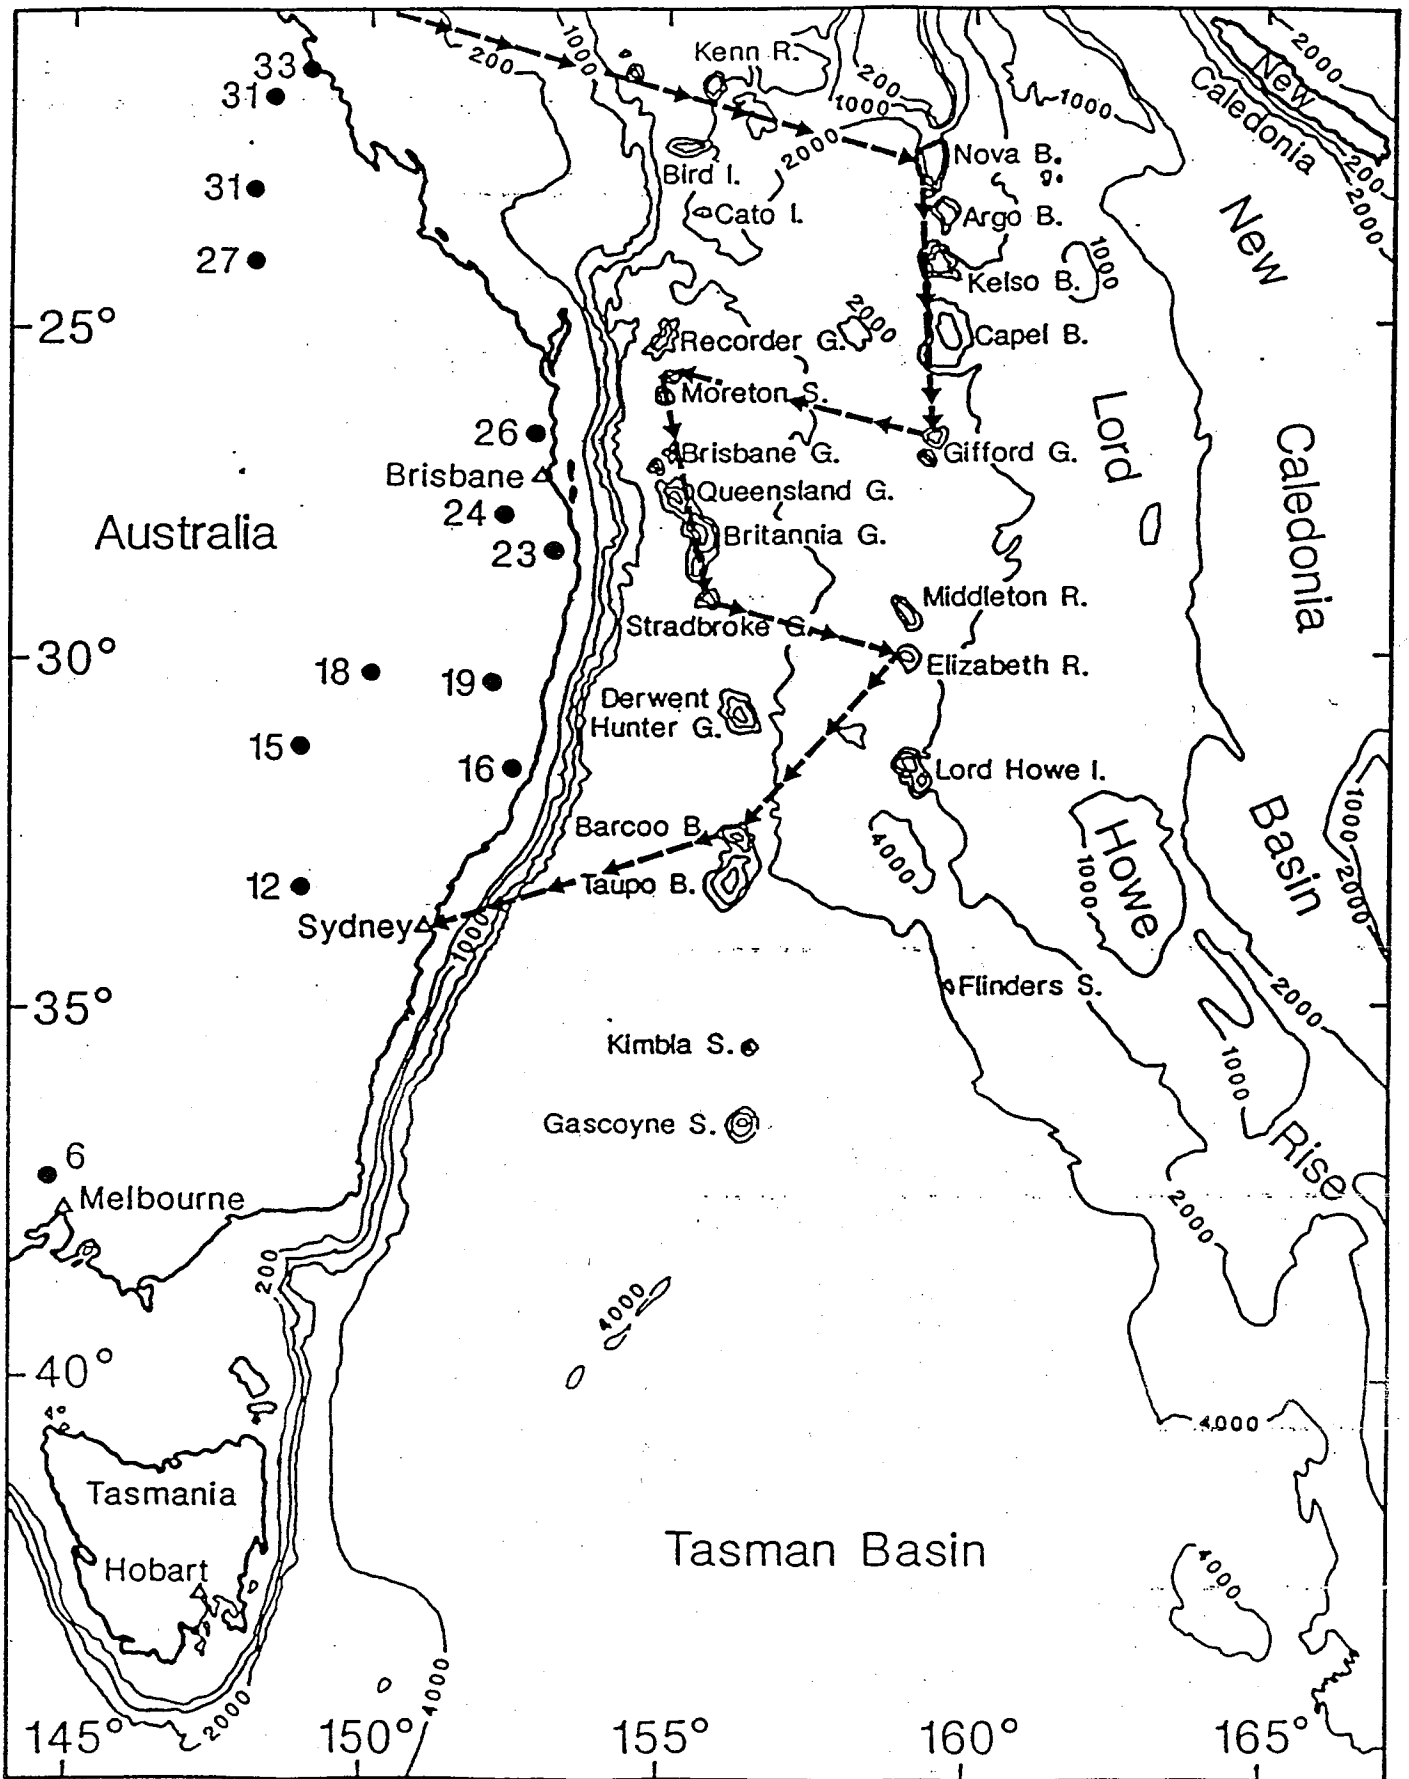 200
1000
Kenn R.
200
1000
2000
1000
New
Caledonia
2000
200
2000
33
31
31
27
Bird I.
Cato I.
Nova B.
Argo B.
Kelso B.
1000
New
-25°
Recorder G.
2000
Capel B.
Moreton S.
Lord
Caledonia
26
Brisbane
Brisbane G.
Gifford G.
Queensland G.
24
Australia
23
Britannia G.
Middleton R.
Stradbroke G.
-30°
18
19
Elizabeth R.
Derwent
Hunter G.
15
16
Lord Howe I.
Basin
1000
2000
Barcoo B.
4000
Howe
1000
12
Taupo B.
Sydney
1000
-35°
Flinders S.
2000
Kimbla S.
1000
Gascoyne S.
Rise
6
Melbourne
2000
200
4000
-40°
4000
Tasmania
Tasman Basin
Hobart
4000
2000
4000
145°
150°
155°
160°
165°